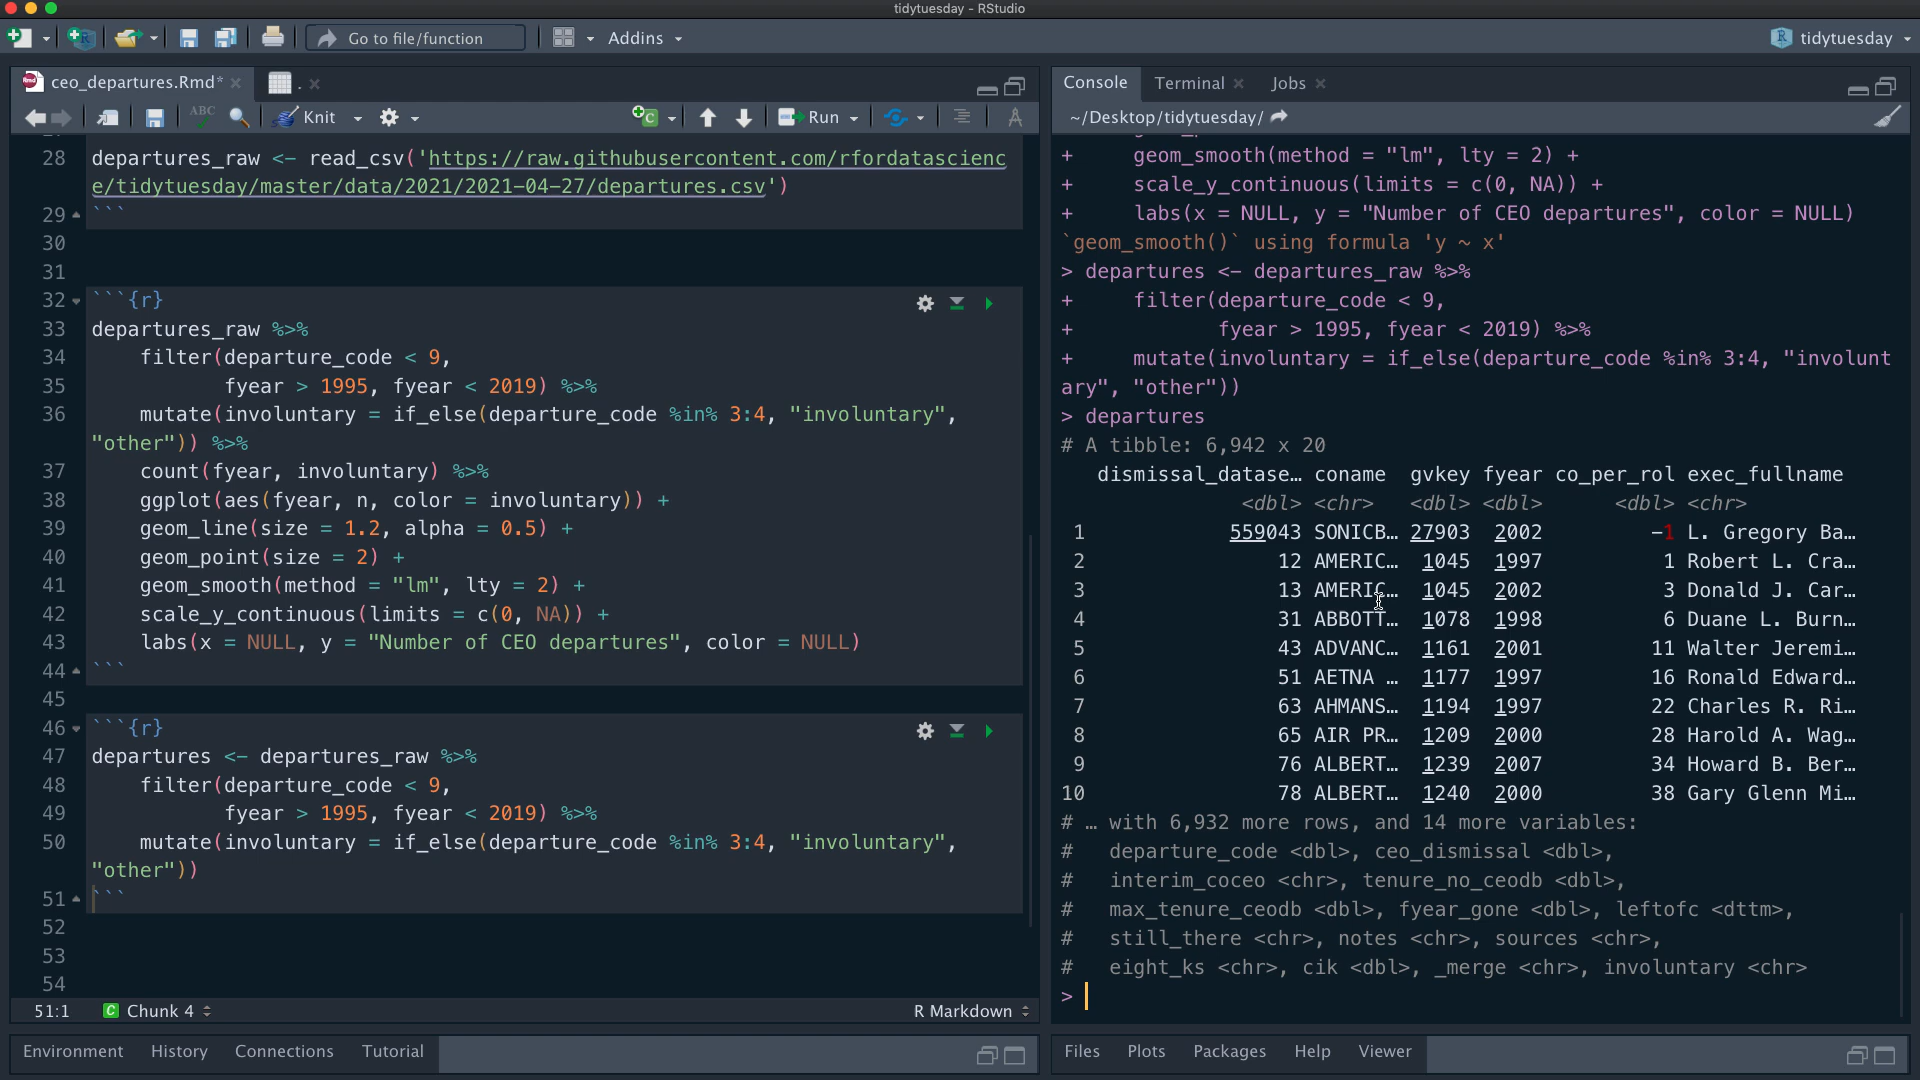 tidytuesday - RStudio
Go to file/function
Addins
tidytuesday
ceo_departures.Rmd*
.
ABC
Knit
Run
28 departures_raw <- read_csv('https://raw.githubusercontent.com/rfordatascienc
e/tidytuesday/master/data/2021/2021-04-27/departures.csv')
29 ```
30
31
32 ```{r}
33 departures_raw %>%
34     filter(departure_code < 9,
35            fyear > 1995, fyear < 2019) %>%
36     mutate(involuntary = if_else(departure_code %in% 3:4, "involuntary",
"other")) %>%
37     count(fyear, involuntary) %>%
38     ggplot(aes(fyear, n, color = involuntary)) +
39     geom_line(size = 1.2, alpha = 0.5) +
40     geom_point(size = 2) +
41     geom_smooth(method = "lm", lty = 2) +
42     scale_y_continuous(limits = c(0, NA)) +
43     labs(x = NULL, y = "Number of CEO departures", color = NULL)
44 ```
45
46 ```{r}
47 departures <- departures_raw %>%
48     filter(departure_code < 9,
49            fyear > 1995, fyear < 2019) %>%
50     mutate(involuntary = if_else(departure_code %in% 3:4, "involuntary",
"other"))
51 ```
52
53
54
51:1
Chunk 4
R Markdown
Environment History Connections Tutorial
Console Terminal Jobs
~/Desktop/tidytuesday/
+     geom_smooth(method = "lm", lty = 2) +
+     scale_y_continuous(limits = c(0, NA)) +
+     labs(x = NULL, y = "Number of CEO departures", color = NULL)
`geom_smooth()` using formula 'y ~ x'
> departures <- departures_raw %>%
+     filter(departure_code < 9,
+            fyear > 1995, fyear < 2019) %>%
+     mutate(involuntary = if_else(departure_code %in% 3:4, "involunt
ary", "other"))
> departures
# A tibble: 6,942 x 20
   dismissal_datase… coname gvkey fyear co_per_rol exec_fullname
   <dbl> <chr> <dbl> <dbl> <dbl> <chr>
 1 559043 SONICB… 27903 2002 -1 L. Gregory Ba…
 2 12 AMERIC… 1045 1997 1 Robert L. Cra…
 3 13 AMERIC… 1045 2002 3 Donald J. Car…
 4 31 ABBOTT… 1078 1998 6 Duane L. Burn…
 5 43 ADVANC… 1161 2001 11 Walter Jeremi…
 6 51 AETNA … 1177 1997 16 Ronald Edward…
 7 63 AHMANS… 1194 1997 22 Charles R. Ri…
 8 65 AIR PR… 1209 2000 28 Harold A. Wag…
 9 76 ALBERT… 1239 2007 34 Howard B. Ber…
10 78 ALBERT… 1240 2000 38 Gary Glenn Mi…
# … with 6,932 more rows, and 14 more variables:
#   departure_code <dbl>, ceo_dismissal <dbl>,
#   interim_coceo <chr>, tenure_no_ceodb <dbl>,
#   max_tenure_ceodb <dbl>, fyear_gone <dbl>, leftofc <dttm>,
#   still_there <chr>, notes <chr>, sources <chr>,
#   eight_ks <chr>, cik <dbl>, _merge <chr>, involuntary <chr>
>
Files Plots Packages Help Viewer